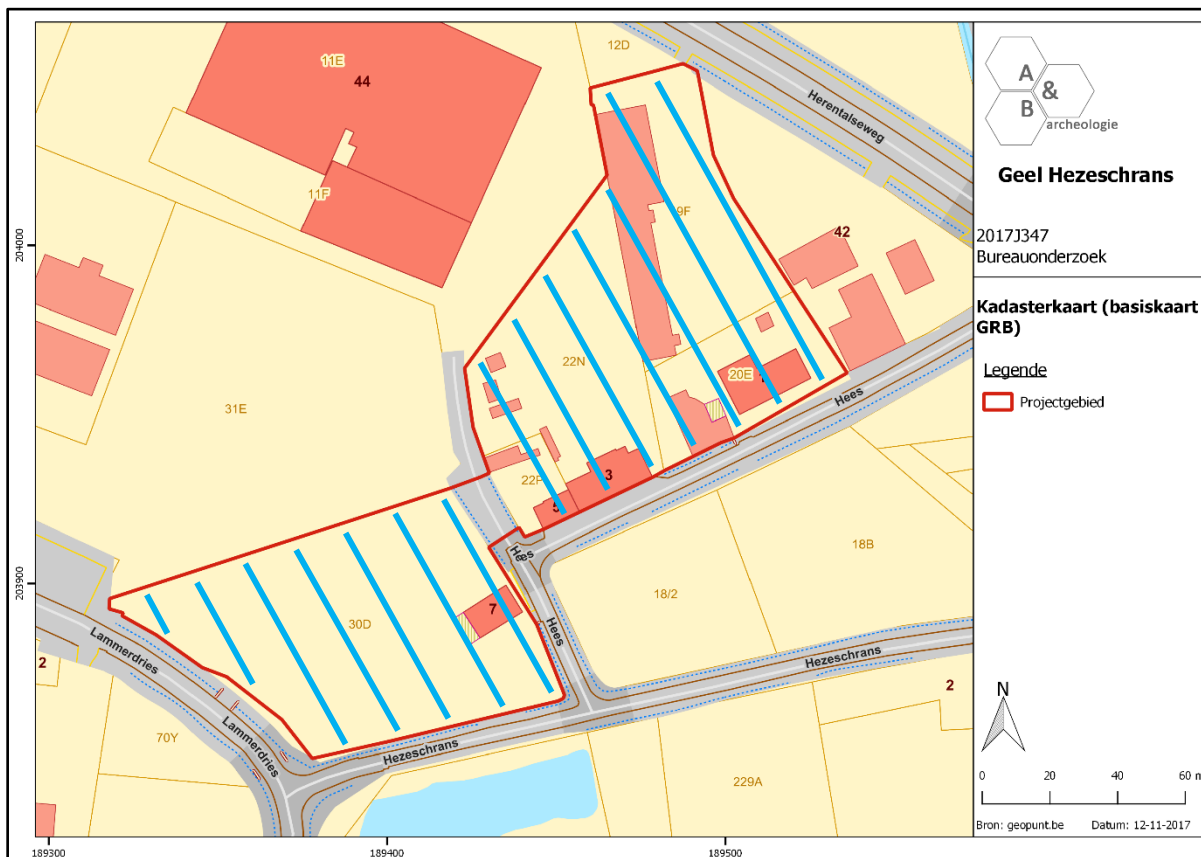 11E
44
11F
12D
Herentalseweg
9F
42
31E
22N
20E
Hees
22P
3
5
Hees
18B
18/2
30D
7
Hees
Lammerdries
2
Lammerdries
70Y
Hezeschrans
Hezeschrans
2
229A
204000
203900
189300
189400
189500
A
&
B
archeologie
Geel Hezeschrans
2017J347
Bureauonderzoek
Kadasterkaart (basiskaart
GRB)
Legende
Projectgebied
N
0 20 40 60 m
Bron: geopunt.be Datum: 12-11-2017